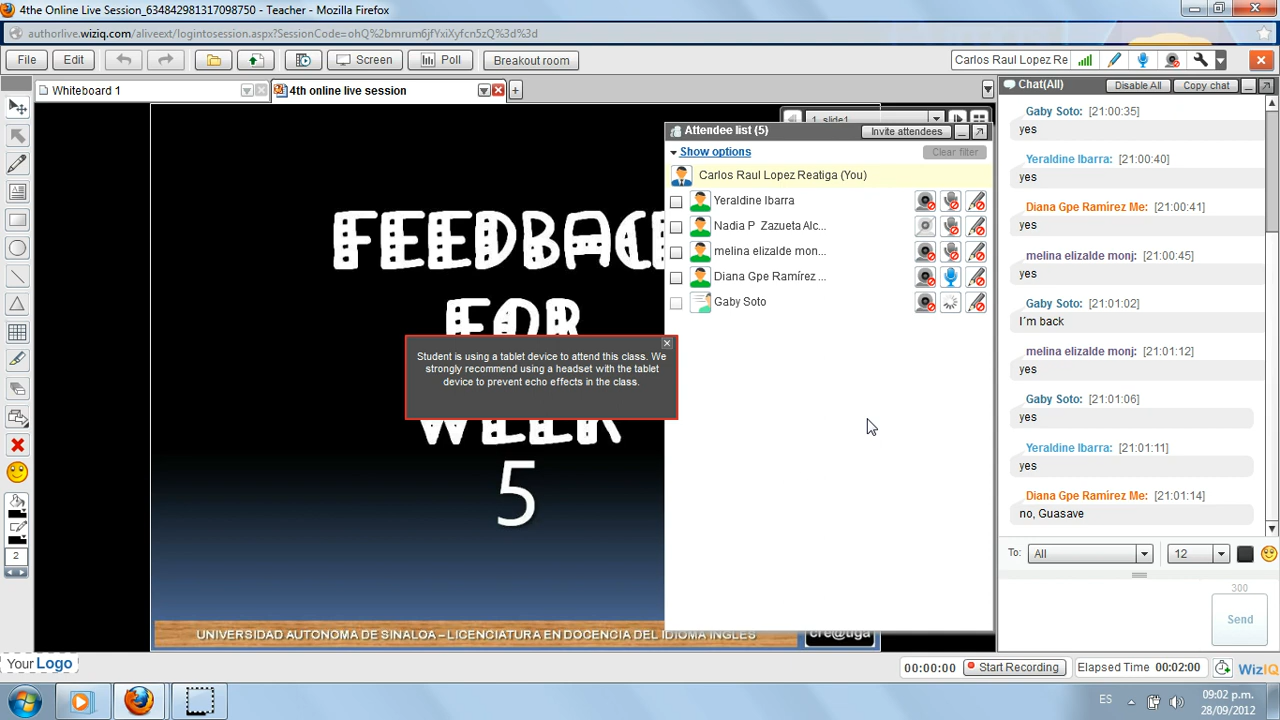 4the Online Live Session_634842981317098750 - Teacher - Mozilla Firefox
authorlive.wiziq.com/aliveext/logintosession.aspx?SessionCode=ohQ%2bmrum6jfYxiXyfcn5zQ%3d%3d
File
Edit
Screen
Poll
Breakout room
Carlos Raul Lopez Re
Whiteboard 1
4th online live session
1. slide1
Attendee list (5)
Invite attendees
Show options
Clear filter
Carlos Raul Lopez Reatiga (You)
Yeraldine Ibarra
Nadia P Zazueta Alc...
melina elizalde mon...
Diana Gpe Ramírez ...
Gaby Soto
FEEDBACK
FOR
WEEK
5
Student is using a tablet device to attend this class. We
strongly recommend using a headset with the tablet
device to prevent echo effects in the class.
UNIVERSIDAD AUTONOMA DE SINALOA – LICENCIATURA EN DOCENCIA DEL IDIOMA INGLES
cre@tiga
Chat(All)
Disable All
Copy chat
Gaby Soto: [21:00:35]
yes
Yeraldine Ibarra: [21:00:40]
yes
Diana Gpe Ramírez Me: [21:00:41]
yes
melina elizalde monj: [21:00:45]
yes
Gaby Soto: [21:01:02]
I´m back
melina elizalde monj: [21:01:12]
yes
Gaby Soto: [21:01:06]
yes
Yeraldine Ibarra: [21:01:11]
yes
Diana Gpe Ramírez Me: [21:01:14]
no, Guasave
To:
All
12
300
Send
2
Your Logo
00:00:00
Start Recording
Elapsed Time 00:02:00
WizIQ
ES
09:02 p.m.
28/09/2012